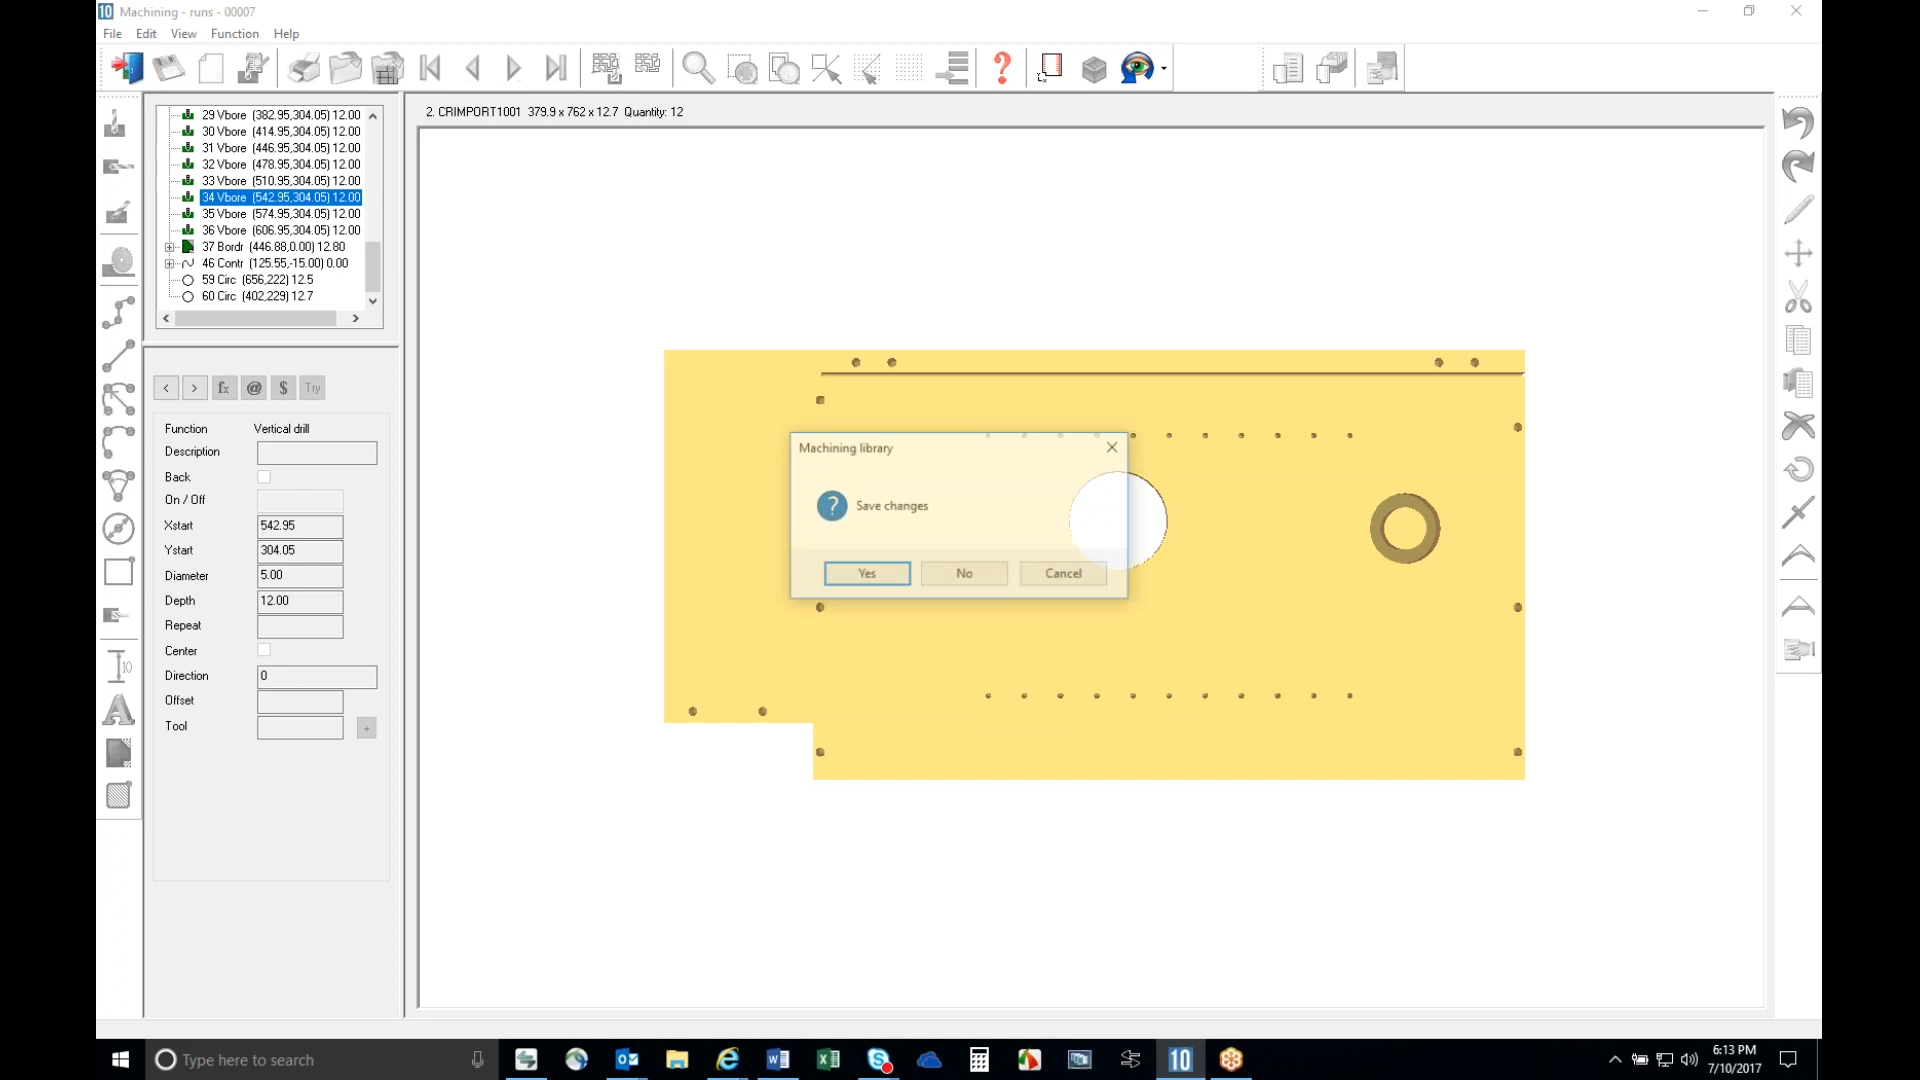 10 Machining - runs - 00007
File Edit View Function Help
2. CRIMPORT1001 379.9 x 762 x 12.7 Quantity: 12
29 Vbore (382.95,304.05) 12.00
30 Vbore (414.95,304.05) 12.00
31 Vbore (446.95,304.05) 12.00
32 Vbore (478.95,304.05) 12.00
33 Vbore (510.95,304.05) 12.00
34 Vbore (542.95,304.05) 12.00
35 Vbore (574.95,304.05) 12.00
36 Vbore (606.95,304.05) 12.00
37 Bordr (446.88,0.00) 12.80
46 Contr (125.55,-15.00) 0.00
59 Circ (656,222) 12.5
60 Circ (402,229) 12.7
< > fx @ $ Try
Function Vertical drill
Description
Back
On / Off
Xstart 542.95
Ystart 304.05
Diameter 5.00
Depth 12.00
Repeat
Center
Direction 0
Offset
Tool +
10
A
Machining library
? Save changes
Yes No Cancel
Type here to search
10
6:13 PM
7/10/2017